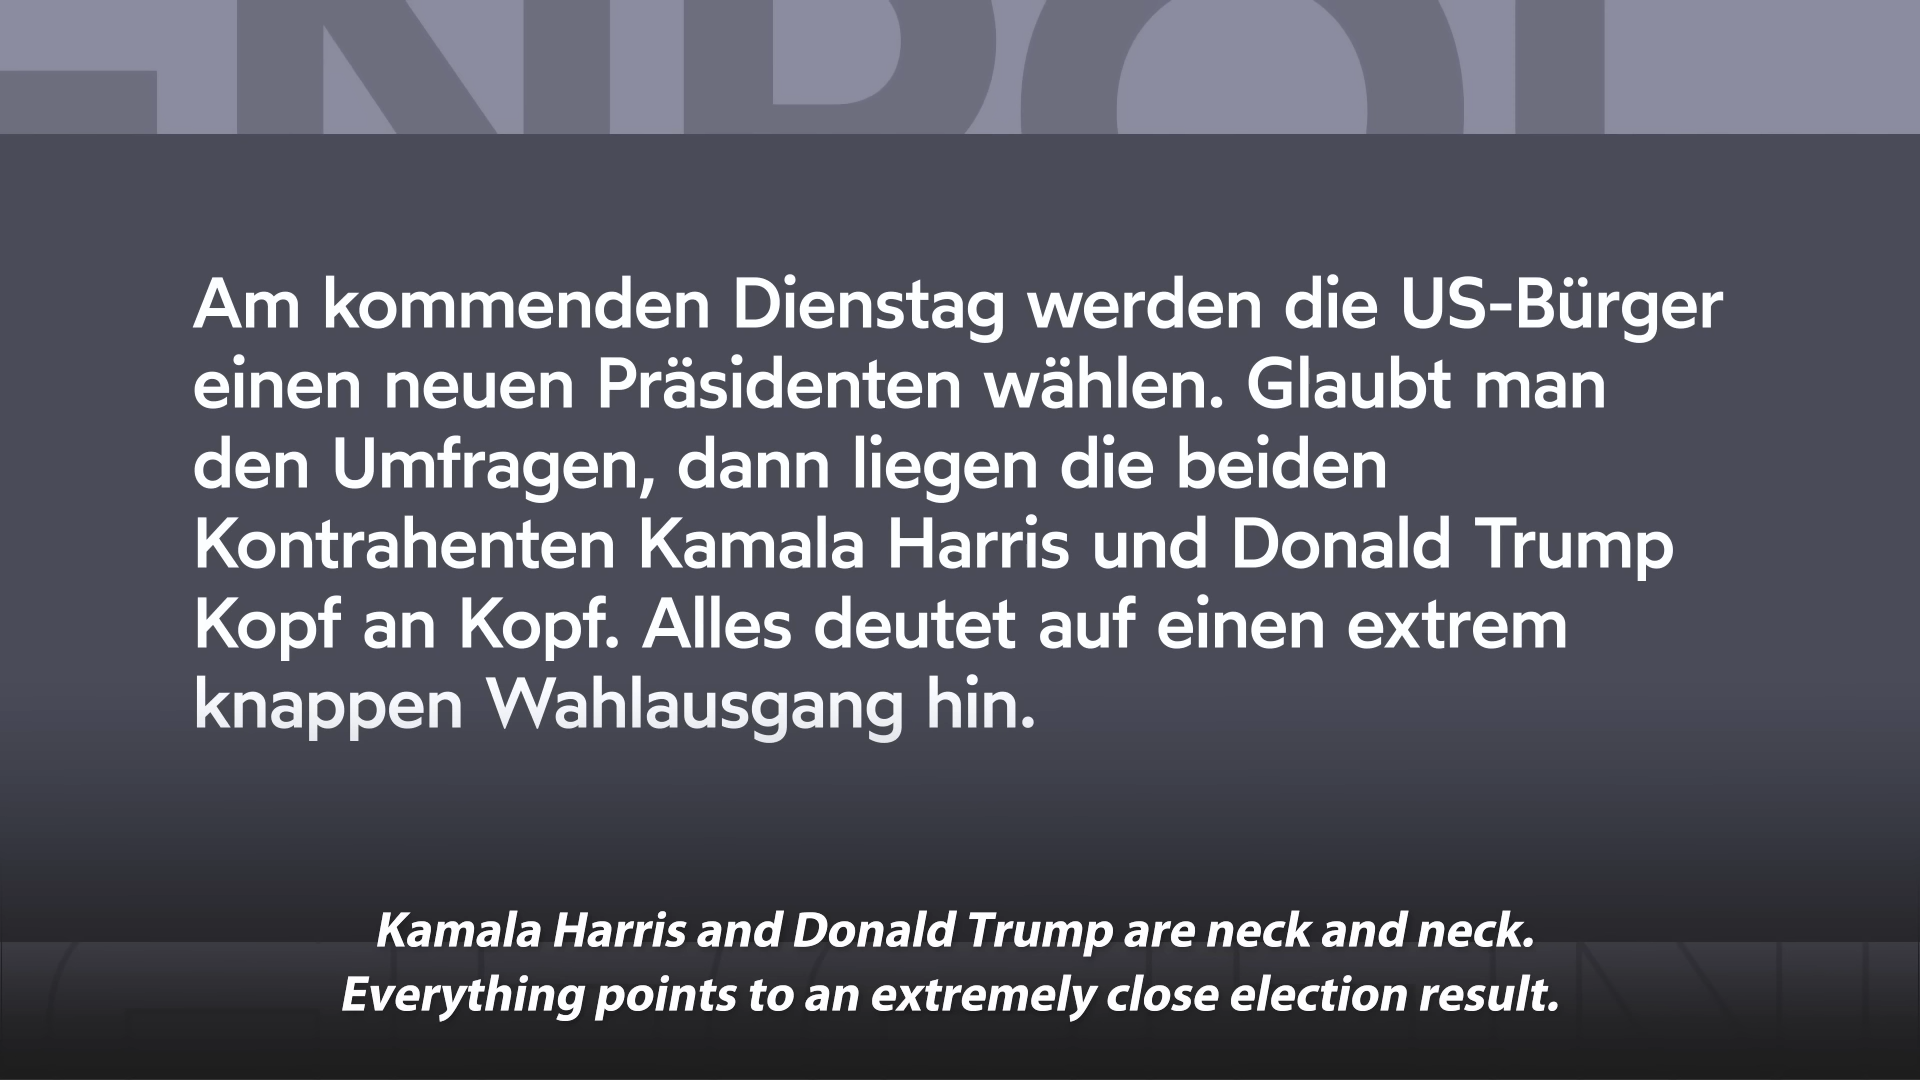 Am kommenden Dienstag werden die US-Bürger
einen neuen Präsidenten wählen. Glaubt man
den Umfragen, dann liegen die beiden
Kontrahenten Kamala Harris und Donald Trump
Kopf an Kopf. Alles deutet auf einen extrem
knappen Wahlausgang hin.
Kamala Harris and Donald Trump are neck and neck.
Everything points to an extremely close election result.